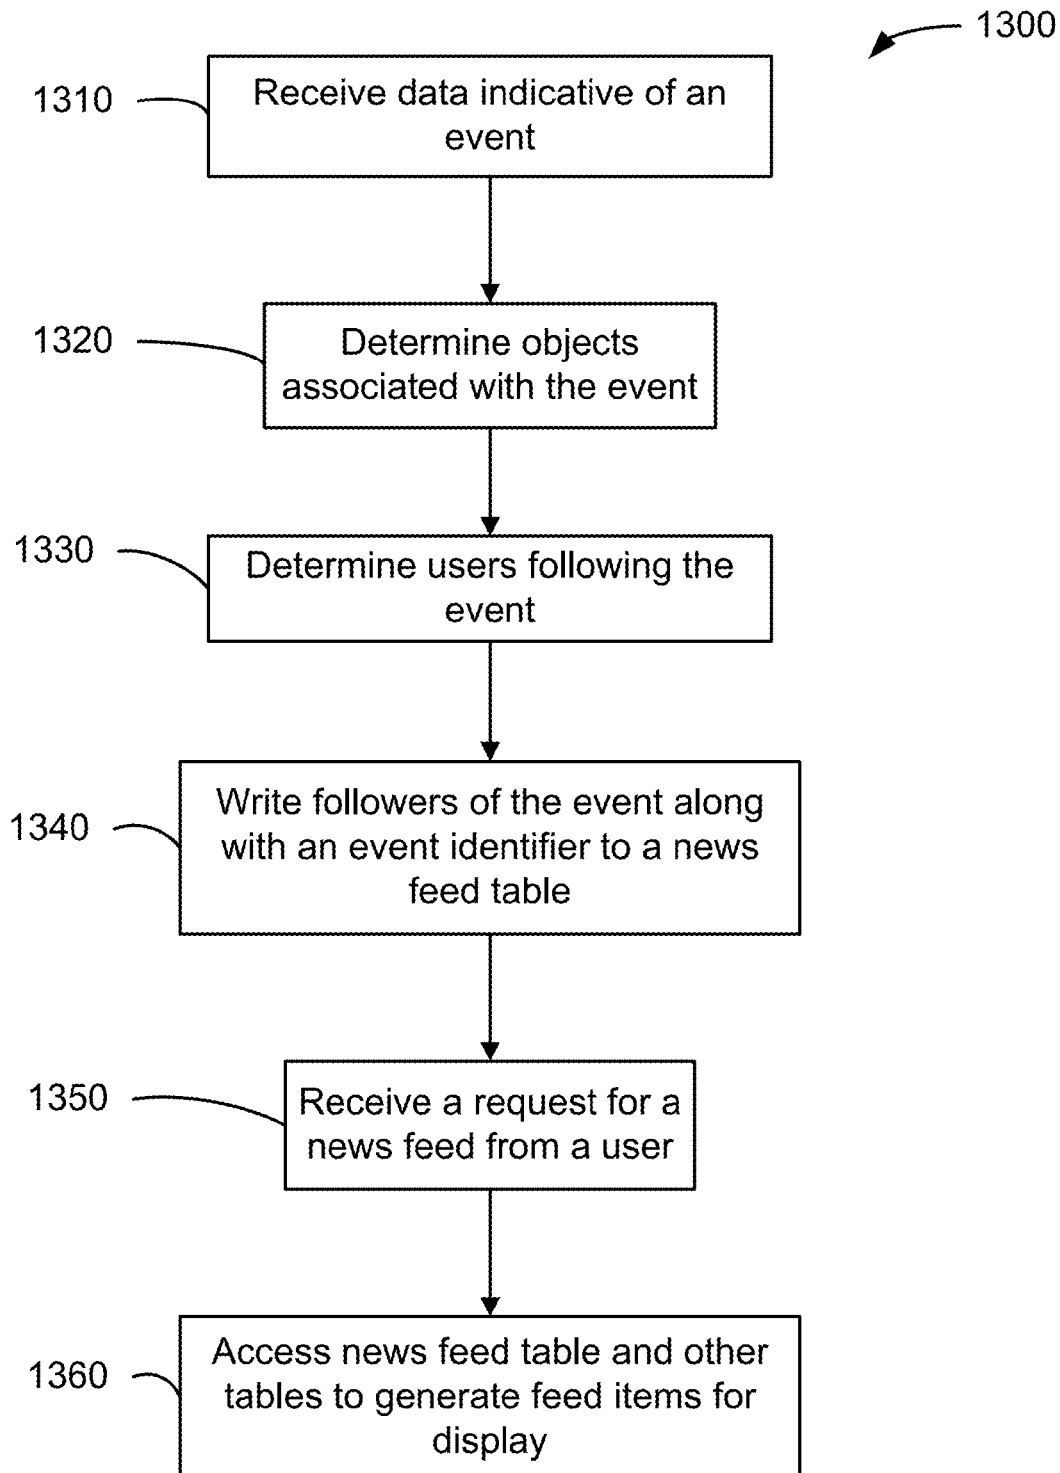 1300
1310
Receive data indicative of an
event
1320
Determine objects
associated with the event
1330
Determine users following the
event
1340
Write followers of the event along
with an event identifier to a news
feed table
1350
Receive a request for a
news feed from a user
1360
Access news feed table and other
tables to generate feed items for
display